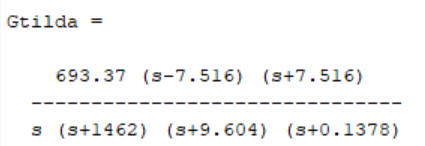 Gtilda =
693.37 (s-7.516) (s+7.516)
--------------------------------
s (s+1462) (s+9.604) (s+0.1378)